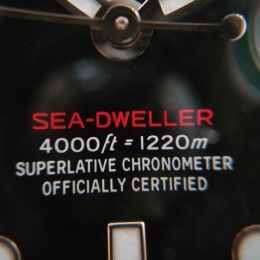 SEA-DWELLER
4000ft = 1220m
SUPERLATIVE CHRONOMETER
OFFICIALLY CERTIFIED